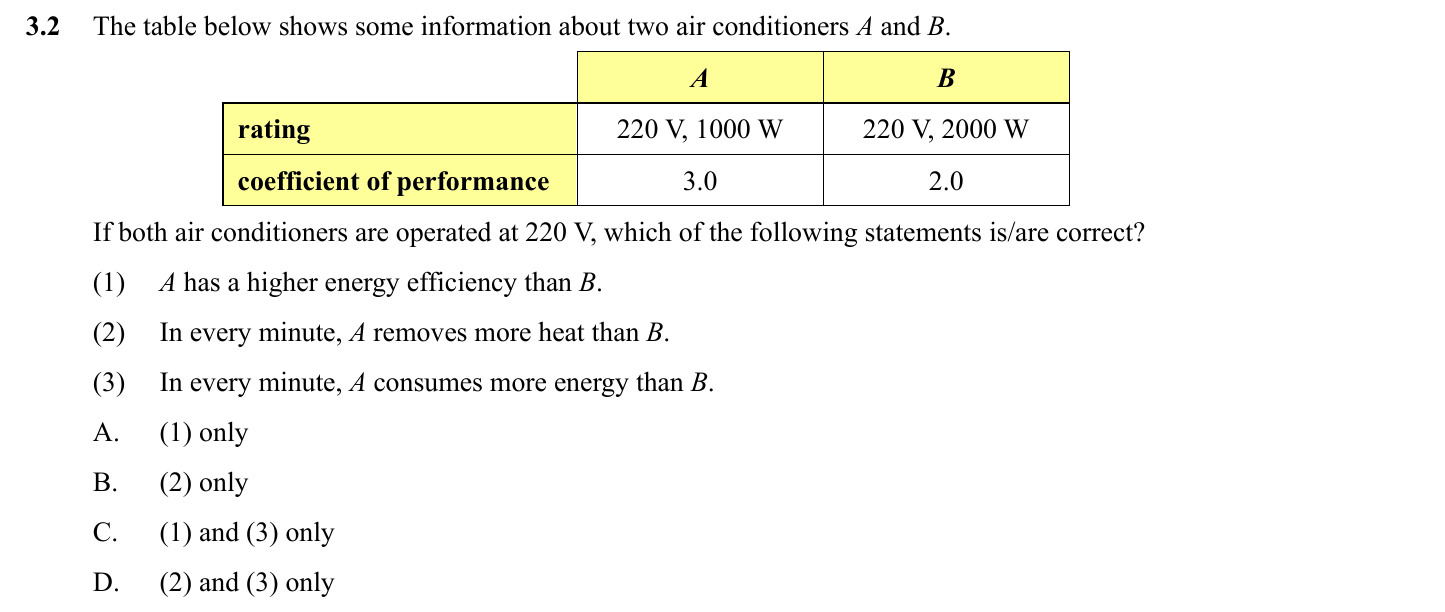 3.2 The table below shows some information about two air conditioners A and B.
A B
rating 220 V, 1000 W 220 V, 2000 W
coefficient of performance 3.0 2.0
If both air conditioners are operated at 220 V, which of the following statements is/are correct?
(1) A has a higher energy efficiency than B.
(2) In every minute, A removes more heat than B.
(3) In every minute, A consumes more energy than B.
A. (1) only
B. (2) only
C. (1) and (3) only
D. (2) and (3) only